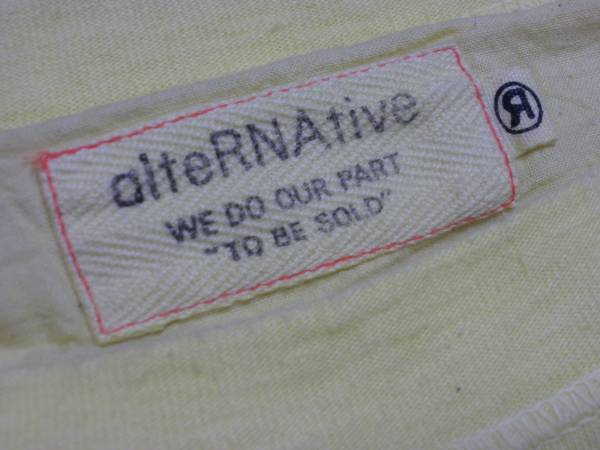 alteRNAtive
®
WE DO OUR PART
"TO BE SOLD"